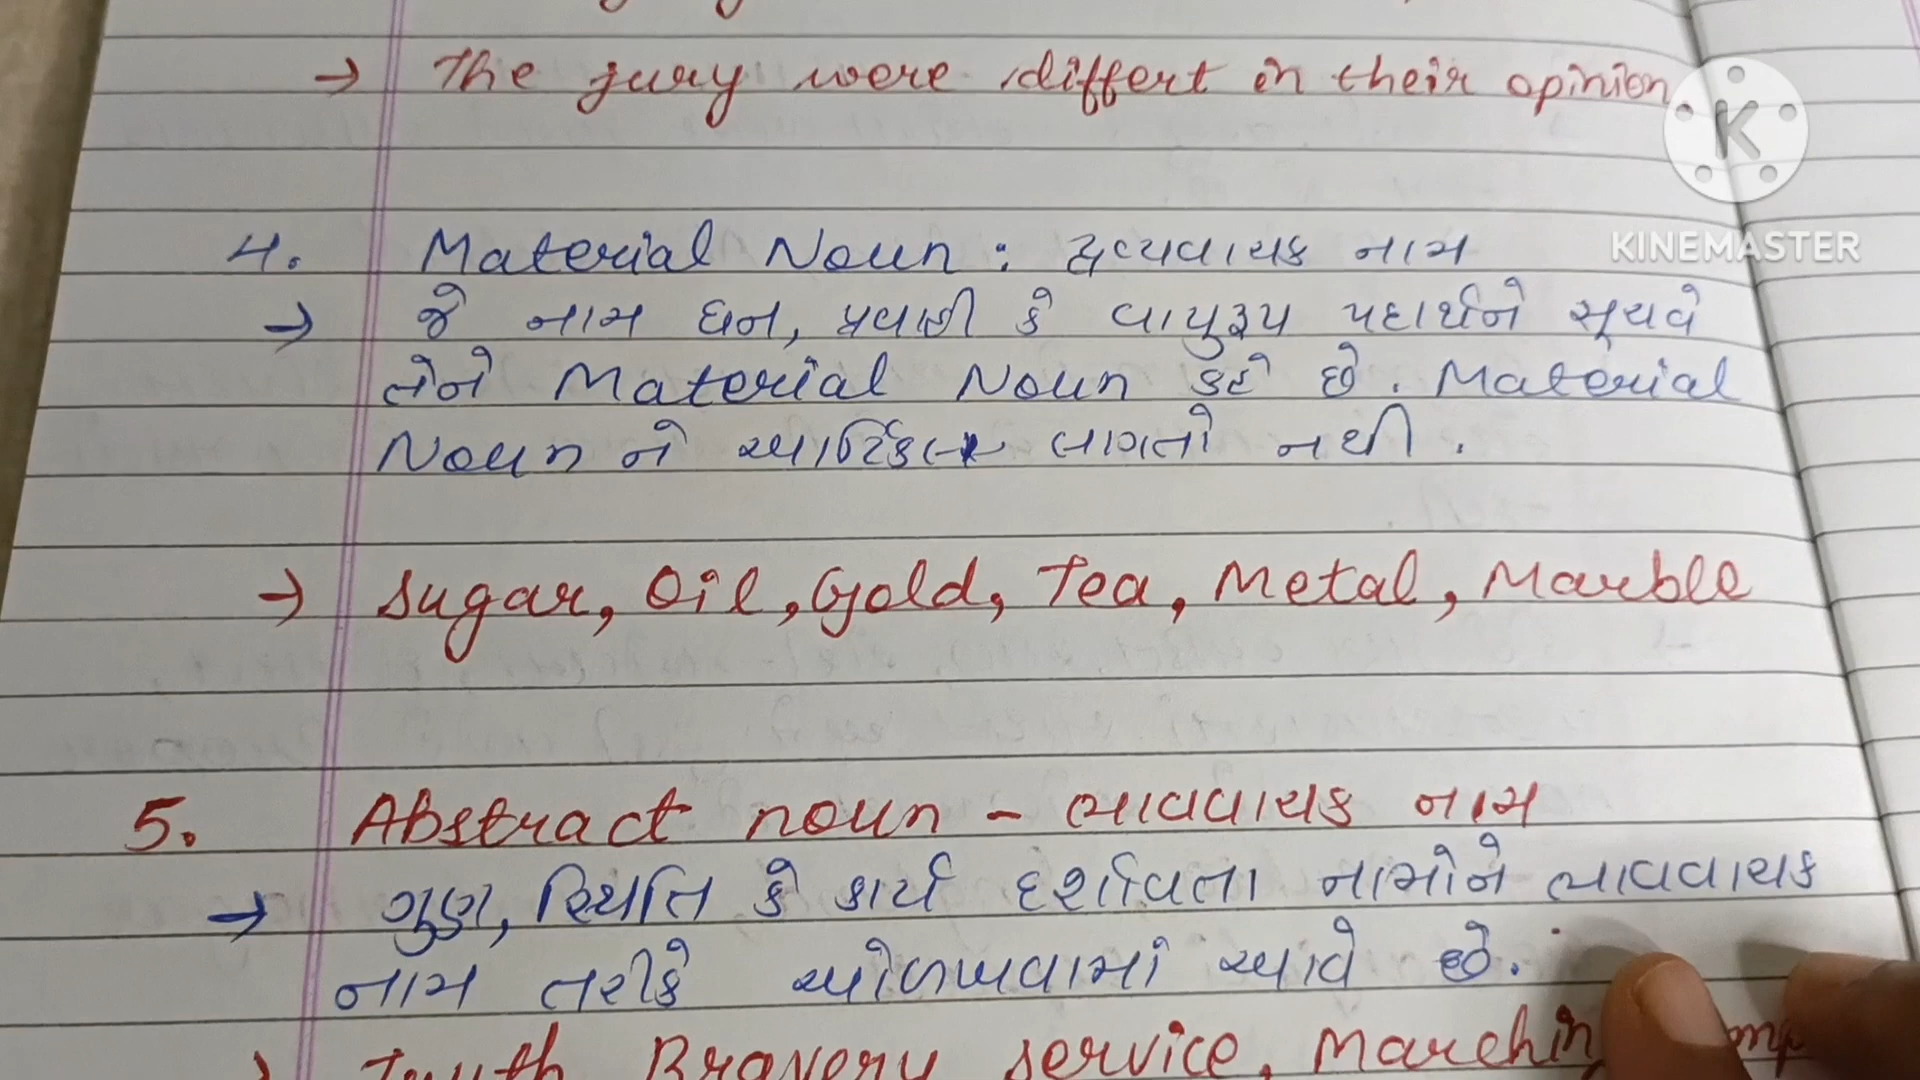 → The jury were differt in their opinion.
4. Material Noun : દ્રવ્યવાચક નામ
→ જે નામ ઘન, પ્રવાહી કે વાયુરૂપ પદાર્થને સૂચવે
તેને Material Noun કહે છે. Material
Noun ને આર્ટિકલ લાગતો નથી.
→ Sugar, Oil, Gold, Tea, Metal, Marble
5. Abstract noun - ભાવવાચક નામ
→ ગુણ, સ્થિતિ કે કાર્ય દર્શાવતા નામોને ભાવવાચક
નામ તરીકે ઓળખવામાં આવે છે.
Truth Bravery service, Marchin
KINEMASTER